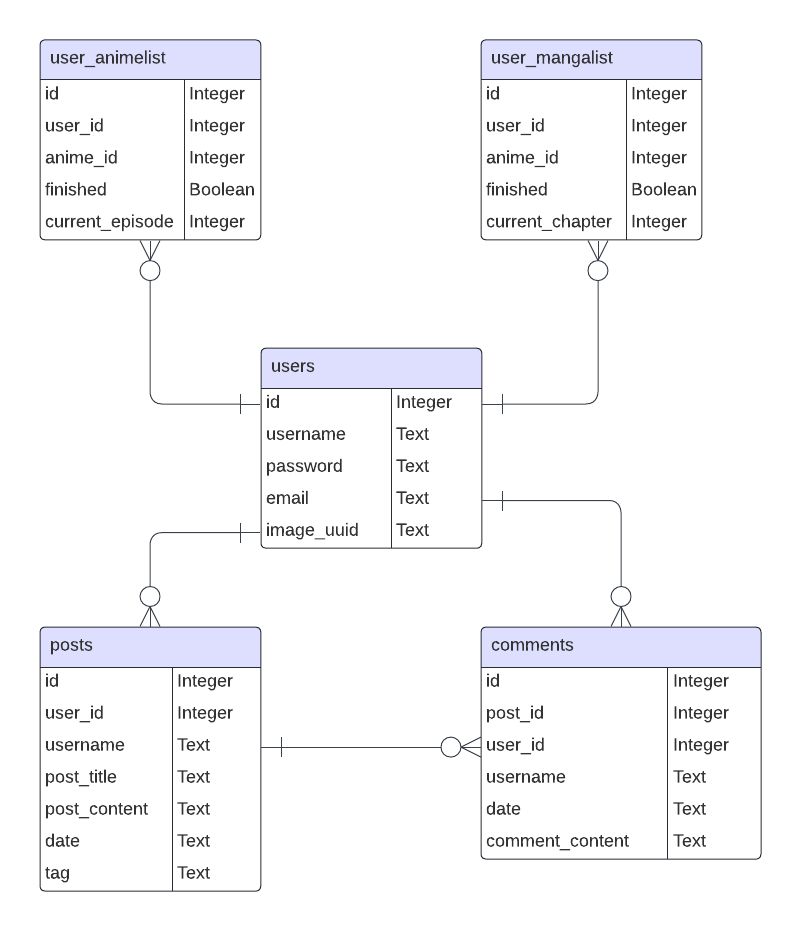 user_animelist
id Integer
user_id Integer
anime_id Integer
finished Boolean
current_episode Integer
user_mangalist
id Integer
user_id Integer
anime_id Integer
finished Boolean
current_chapter Integer
users
id Integer
username Text
password Text
email Text
image_uuid Text
posts
id Integer
user_id Integer
username Text
post_title Text
post_content Text
date Text
tag Text
comments
id Integer
post_id Integer
user_id Integer
username Text
date Text
comment_content Text